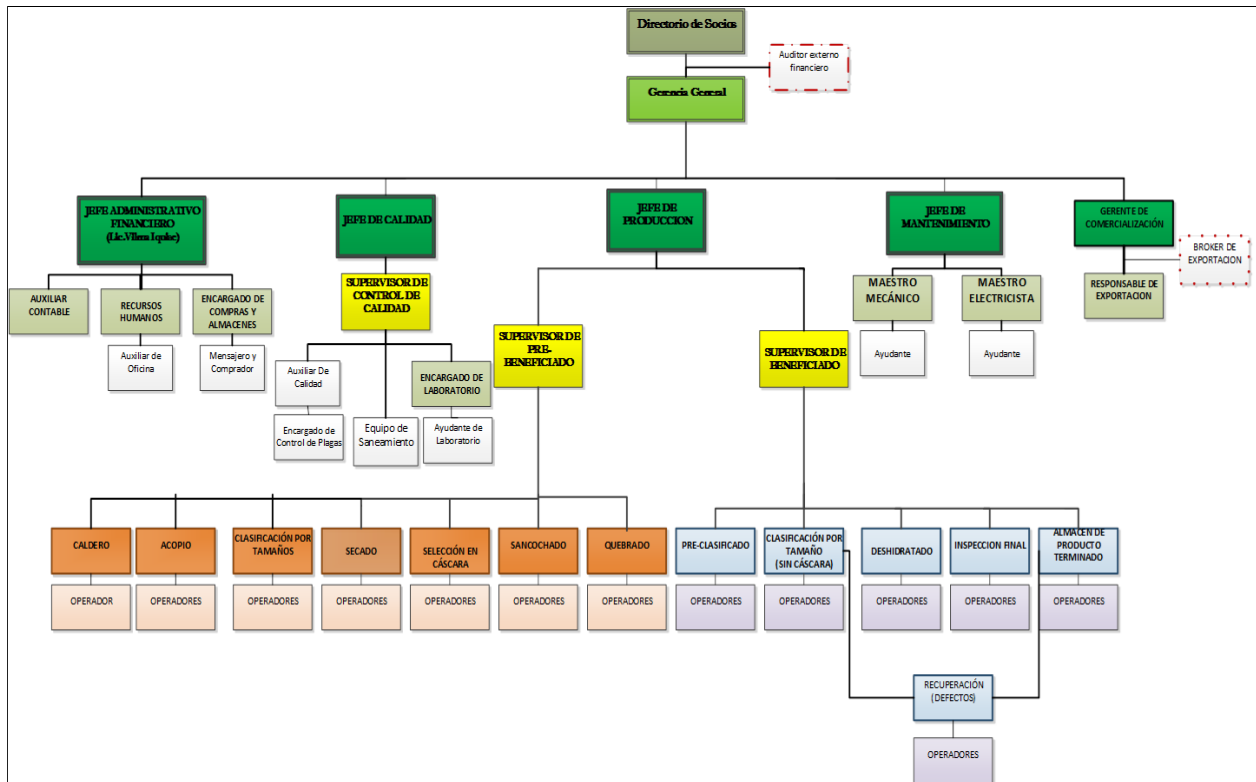 Directorio de Socios
Auditor externo
financiero
Gerencia General
JEFE ADMINISTRATIVO
FINANCIERO
JEFE DE CALIDAD
JEFE DE
PRODUCCION
JEFE DE
MANTENIMIENTO
GERENTE DE
COMERCIALIZACIÓN
BROKER DE
EXPORTACION
AUXILIAR
CONTABLE
RECURSOS
HUMANOS
ENCARGADO DE
COMPRAS Y
ALMACENES
SUPERVISOR DE
CONTROL DE
CALIDAD
MAESTRO
MECÁNICO
MAESTRO
ELECTRICISTA
RESPONSABLE DE
EXPORTACION
Auxiliar de
Oficina
Mensajero y
Comprador
SUPERVISOR DE
PRE-
BENEFICIADO
SUPERVISOR DE
BENEFICIADO
Ayudante
Ayudante
Auxiliar De
Calidad
ENCARGADO DE
LABORATORIO
Encargado de
Control de Plagas
Equipo de
Saneamiento
Ayudante de
Laboratorio
CALDERO
ACOPIO
CLASIFICACIÓN POR
TAMAÑOS
SECADO
SELECCIÓN EN
CÁSCARA
SANCOCHADO
QUEBRADO
PRE-CLASIFICADO
CLASIFICACIÓN POR
TAMAÑO
(SIN CÁSCARA)
DESHIDRATADO
INSPECCION FINAL
ALMACEN DE
PRODUCTO
TERMINADO
OPERADOR
OPERADORES
OPERADORES
OPERADORES
OPERADORES
OPERADORES
OPERADORES
OPERADORES
OPERADORES
OPERADORES
OPERADORES
OPERADORES
RECUPERACIÓN
(DEFECTOS)
OPERADORES